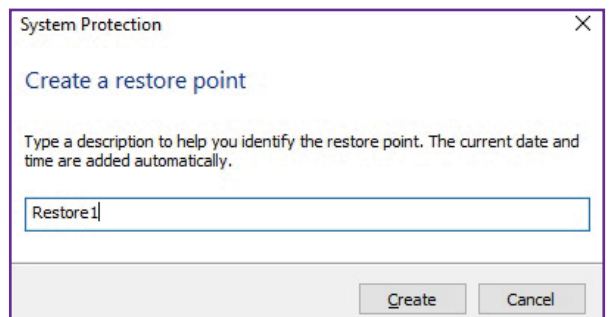 System Protection
Create a restore point
Type a description to help you identify the restore point. The current date and
time are added automatically.
Restore1
Create Cancel